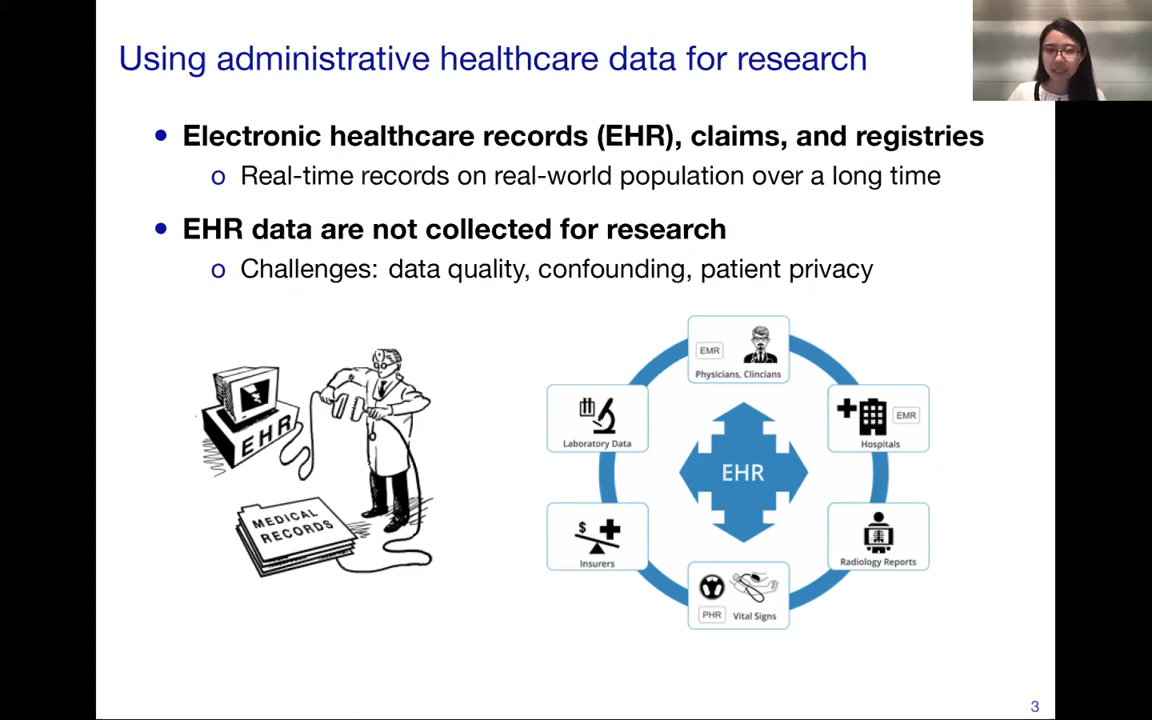 Using administrative healthcare data for research
• Electronic healthcare records (EHR), claims, and registries
o Real-time records on real-world population over a long time
• EHR data are not collected for research
o Challenges: data quality, confounding, patient privacy
EHR
MEDICAL
RECORDS
EMR
Physicians, Clincians
Laboratory Data
EMR
Hospitals
EHR
$
Insurers
Radiology Reports
PHR
Vital Signs
3